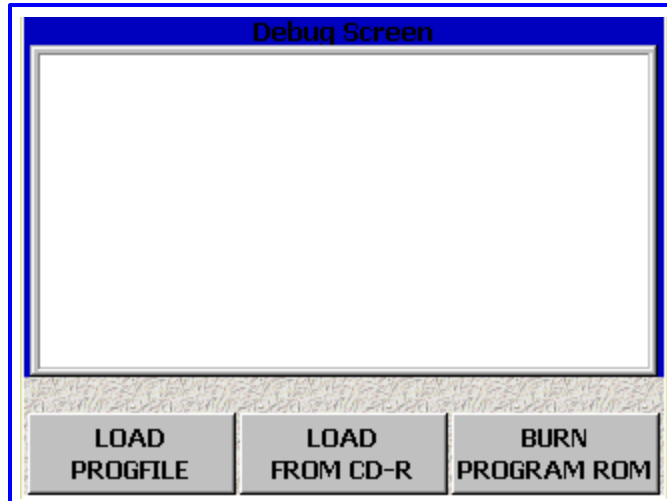 Debug Screen
LOAD
PROGFILE
LOAD
FROM CD-R
BURN
PROGRAM ROM